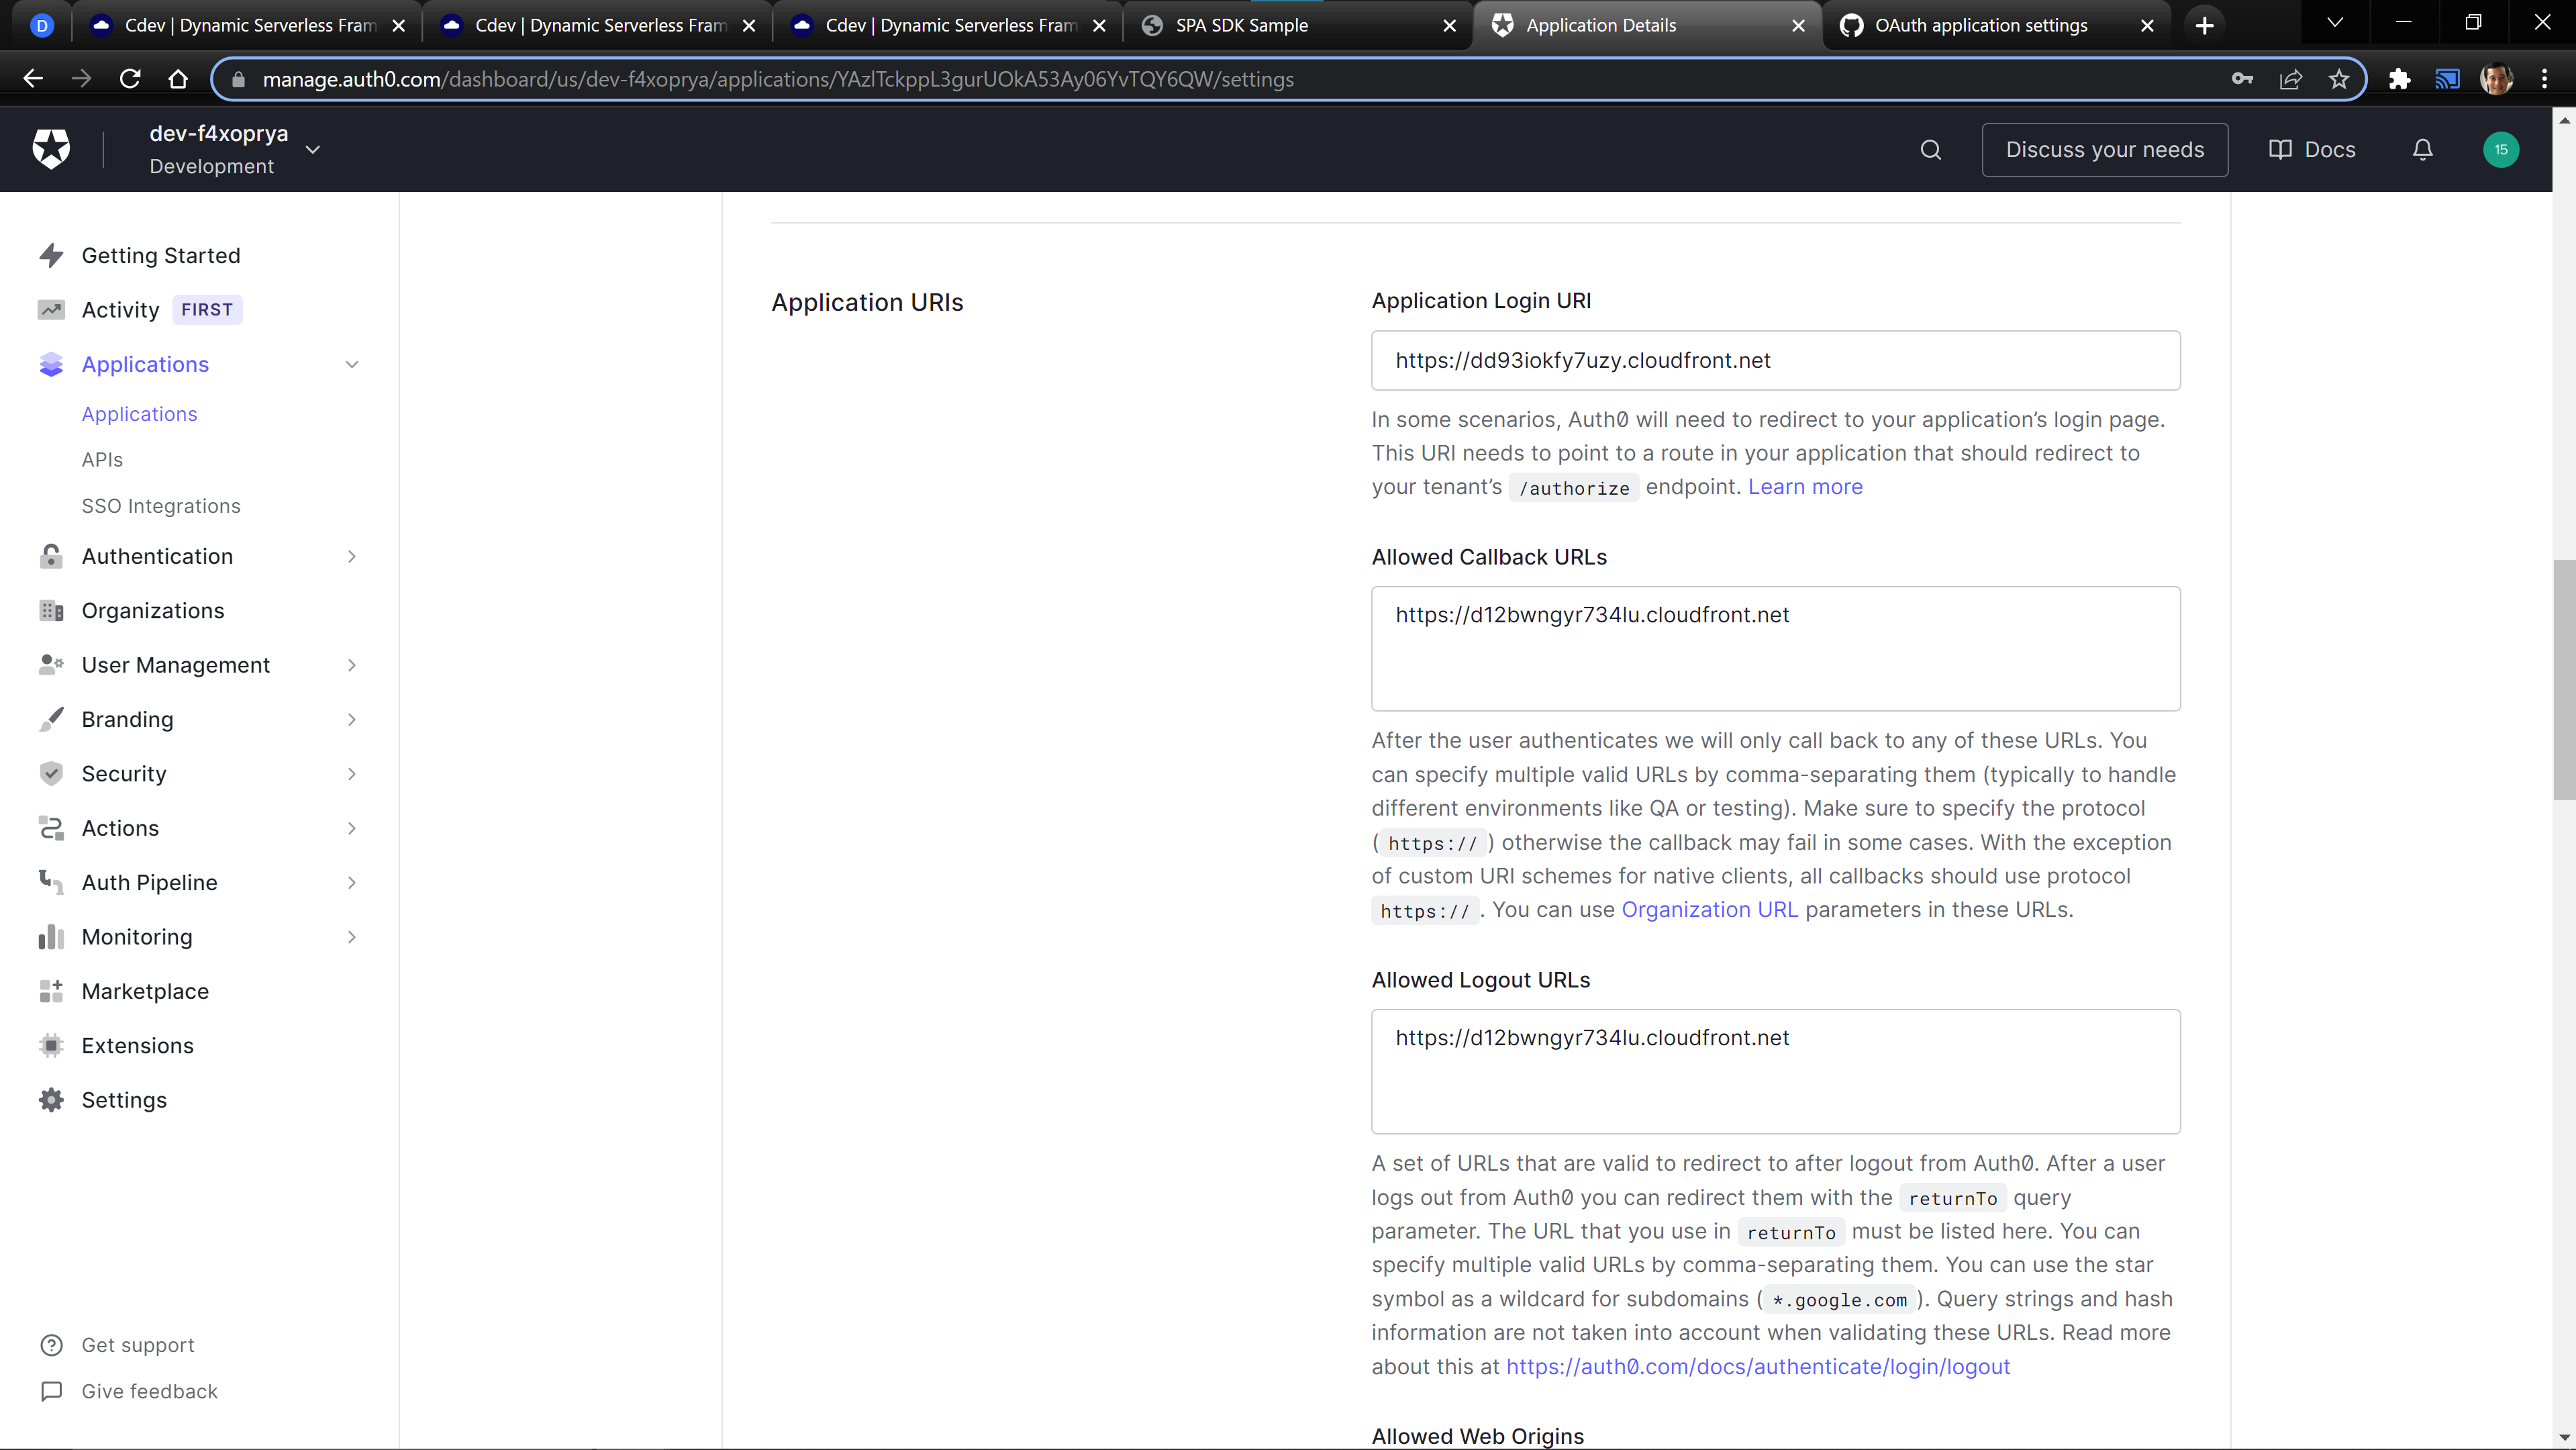 D
Cdev | Dynamic Serverless Fram
Cdev | Dynamic Serverless Fram
Cdev | Dynamic Serverless Fram
SPA SDK Sample
Application Details
OAuth application settings
manage.auth0.com/dashboard/us/dev-f4xoprya/applications/YAzlTckppL3gurUOkA53Ay06YvTQY6QW/settings
dev-f4xoprya
Development
Discuss your needs
Docs
15
Getting Started
Activity FIRST
Applications
Applications
APIs
SSO Integrations
Authentication
Organizations
User Management
Branding
Security
Actions
Auth Pipeline
Monitoring
Marketplace
Extensions
Settings
Get support
Give feedback
Application URIs
Application Login URI
https://dd93iokfy7uzy.cloudfront.net
In some scenarios, Auth0 will need to redirect to your application’s login page.
This URI needs to point to a route in your application that should redirect to
your tenant’s /authorize endpoint. Learn more
Allowed Callback URLs
https://d12bwngyr734lu.cloudfront.net
After the user authenticates we will only call back to any of these URLs. You
can specify multiple valid URLs by comma-separating them (typically to handle
different environments like QA or testing). Make sure to specify the protocol
( https:// ) otherwise the callback may fail in some cases. With the exception
of custom URI schemes for native clients, all callbacks should use protocol
https:// . You can use Organization URL parameters in these URLs.
Allowed Logout URLs
https://d12bwngyr734lu.cloudfront.net
A set of URLs that are valid to redirect to after logout from Auth0. After a user
logs out from Auth0 you can redirect them with the returnTo query
parameter. The URL that you use in returnTo must be listed here. You can
specify multiple valid URLs by comma-separating them. You can use the star
symbol as a wildcard for subdomains ( *.google.com ). Query strings and hash
information are not taken into account when validating these URLs. Read more
about this at https://auth0.com/docs/authenticate/login/logout
Allowed Web Origins